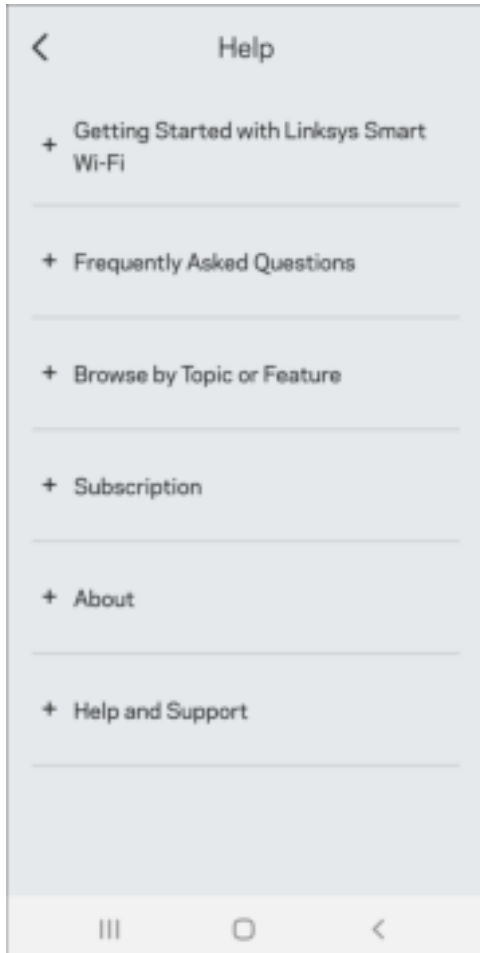 Help
Getting Started with Linksys Smart
Wi-Fi
Frequently Asked Questions
Browse by Topic or Feature
Subscription
About
Help and Support